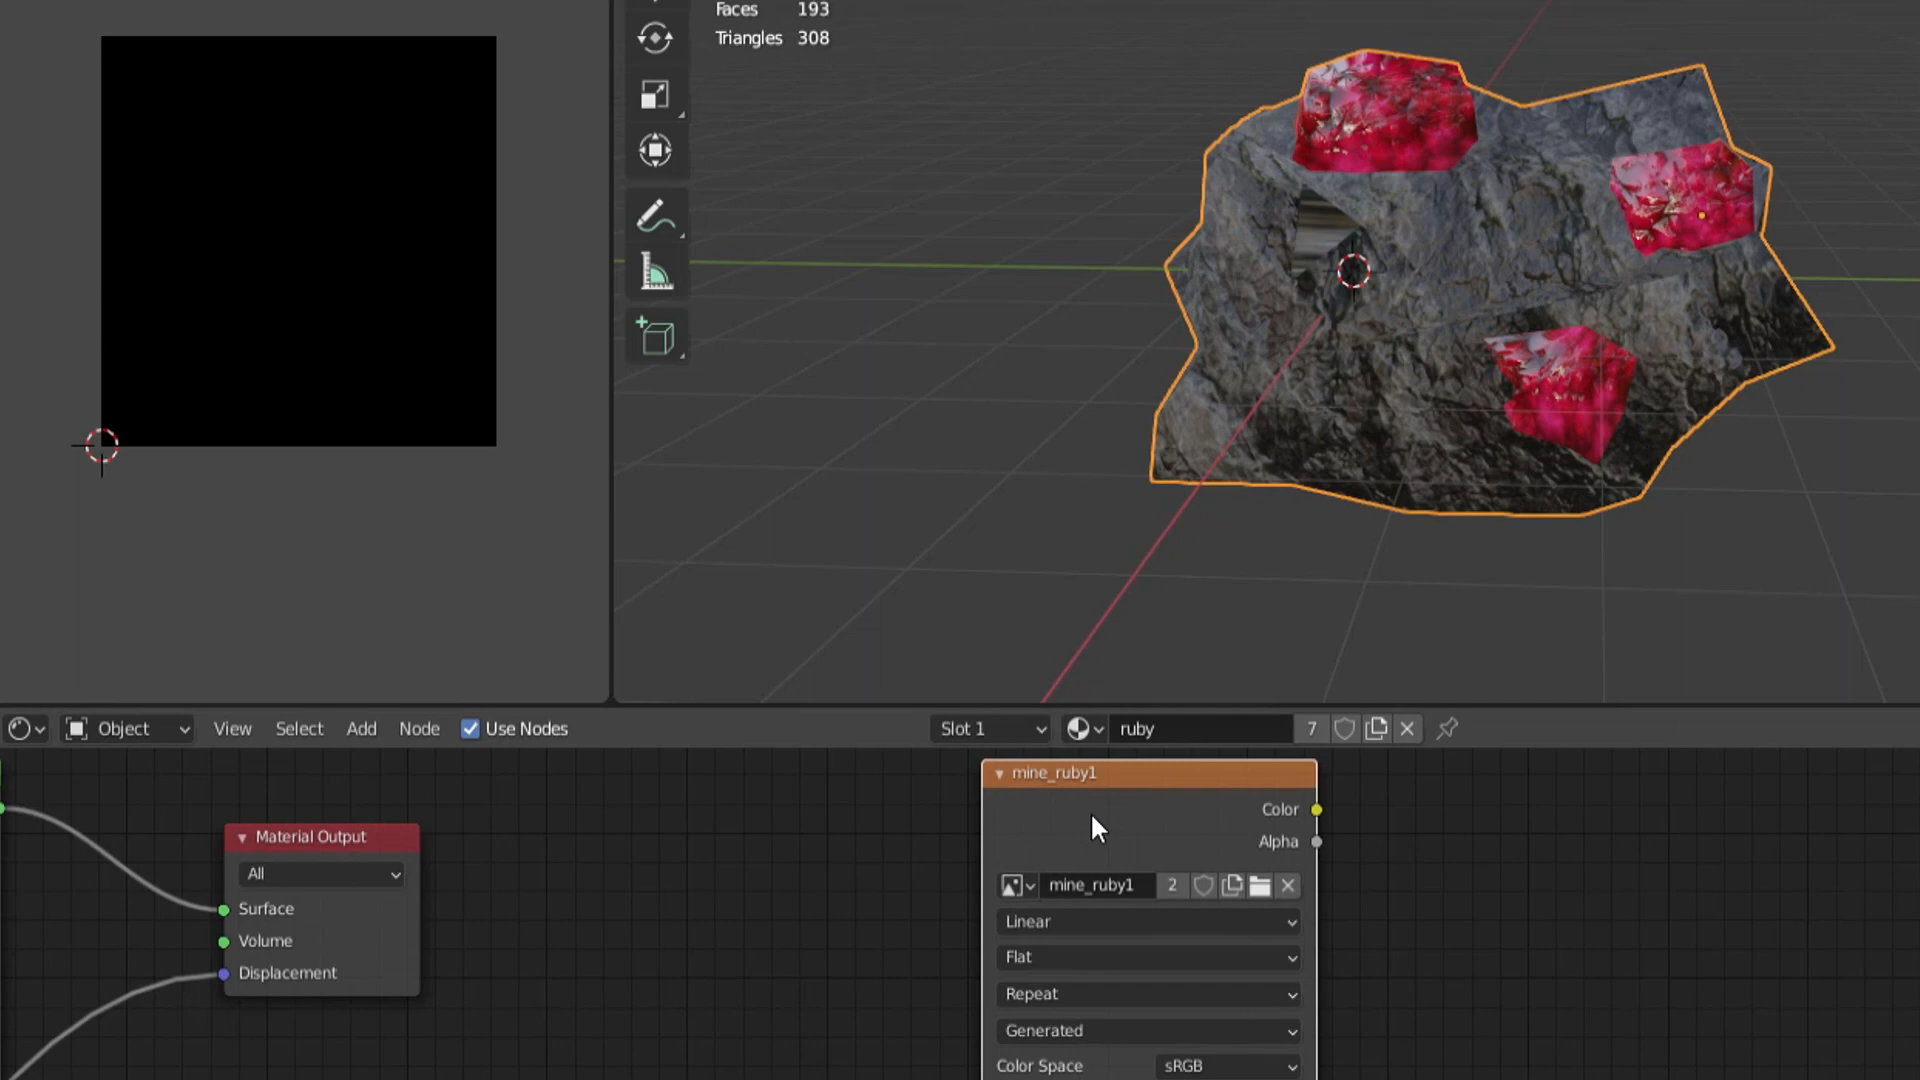 Faces 193
Triangles 308
Object View Select Add Node Use Nodes Slot 1 ruby 7
mine_ruby1
Color
Alpha
mine_ruby1 2
Linear
Flat
Repeat
Generated
Color Space sRGB
Material Output
All
Surface
Volume
Displacement